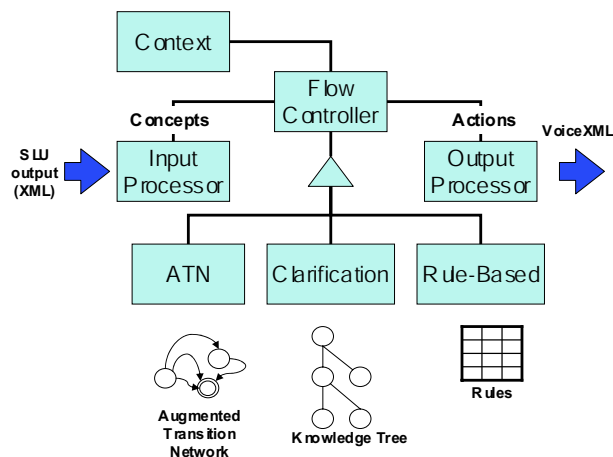 Context
Flow
Controller
Concepts
Actions
VoiceXML
SLU
output
(XML)
Input
Processor
Output
Processor
ATN
Clarification
Rule-Based
Augmented
Transition
Network
Knowledge Tree
Rules